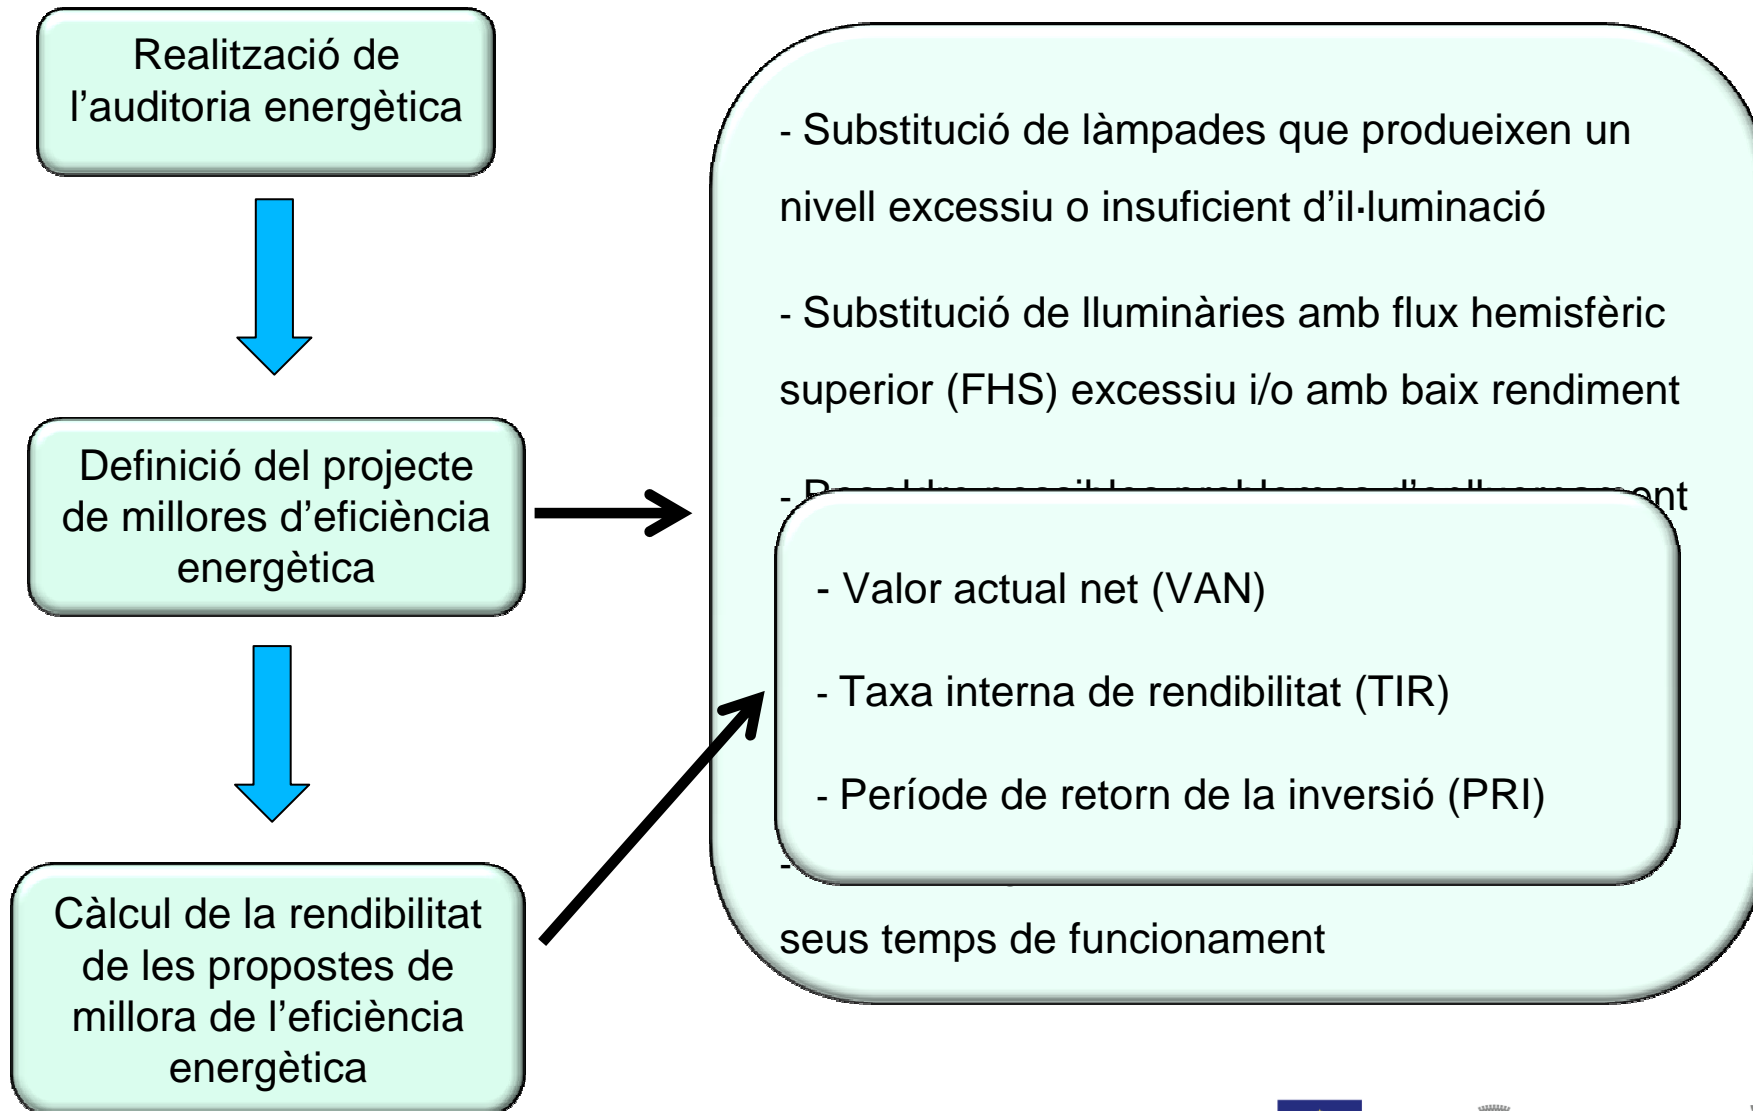 Realització de
l'auditoria energètica
Definició del projecte
de millores d'eficiència
energètica
Càlcul de la rendibilitat
de les propostes de
millora de l'eficiència
energètica
- Substitució de làmpades que produeixen un
nivell excessiu o insuficient d'il·luminació
- Substitució de lluminàries amb flux hemisfèric
superior (FHS) excessiu i/o amb baix rendiment
-
- Valor actual net (VAN)
- Taxa interna de rendibilitat (TIR)
- Període de retorn de la inversió (PRI)
-
seus temps de funcionament